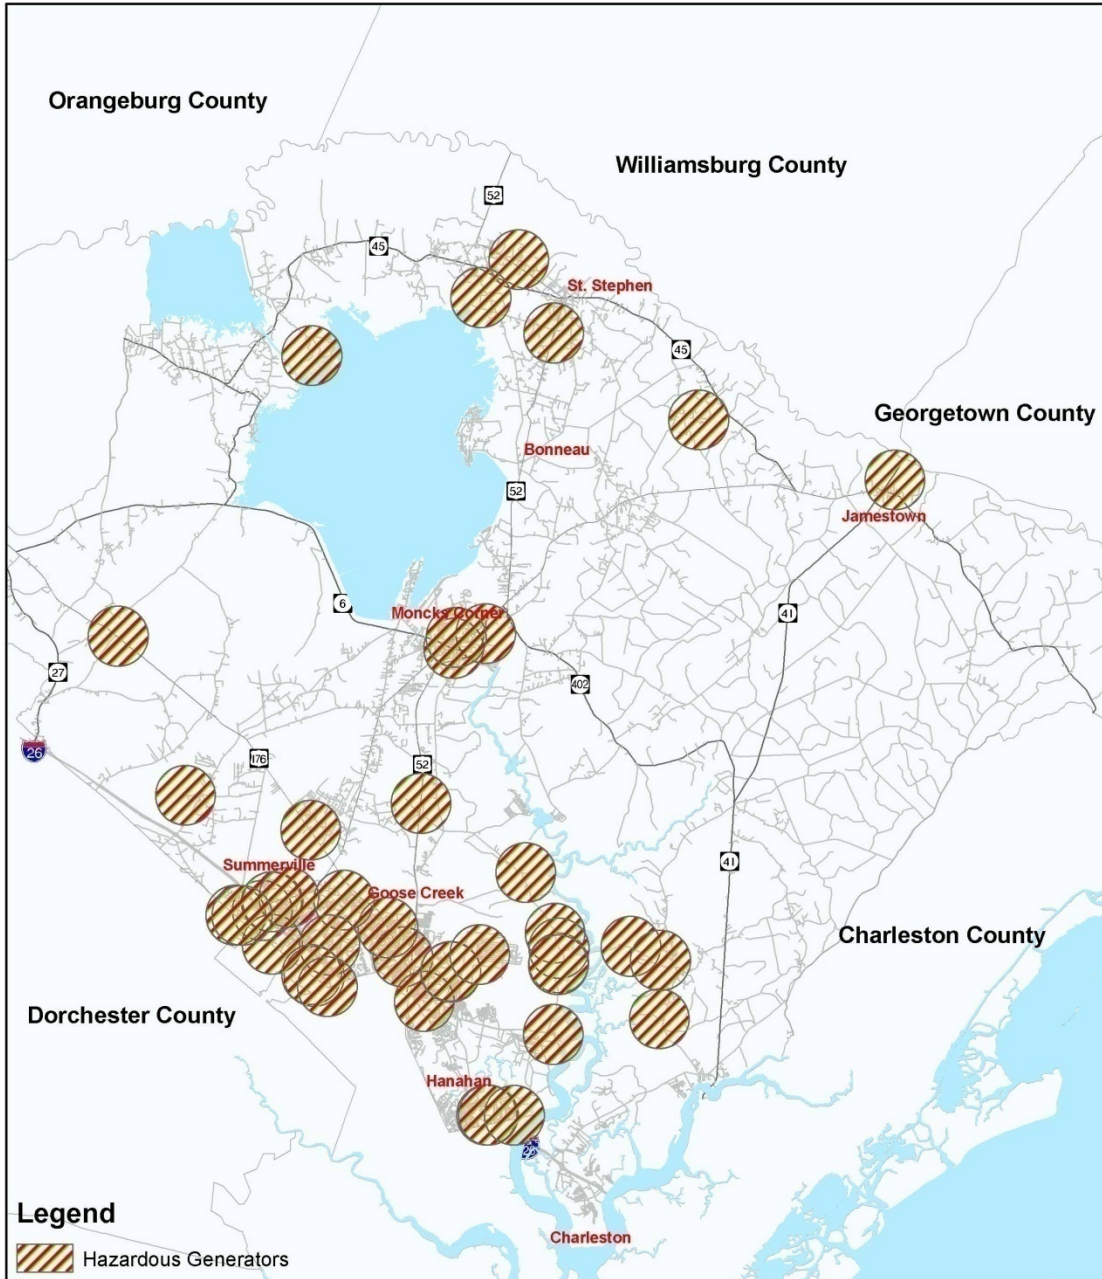 Orangeburg County
Williamsburg County
52
45
St. Stephen
45
Georgetown County
Bonneau
52
Jamestown
6
Moncks Corner
41
27
402
26
176
52
41
Summerville
Goose Creek
Charleston County
Dorchester County
Hanahan
Legend
Charleston
Hazardous Generators